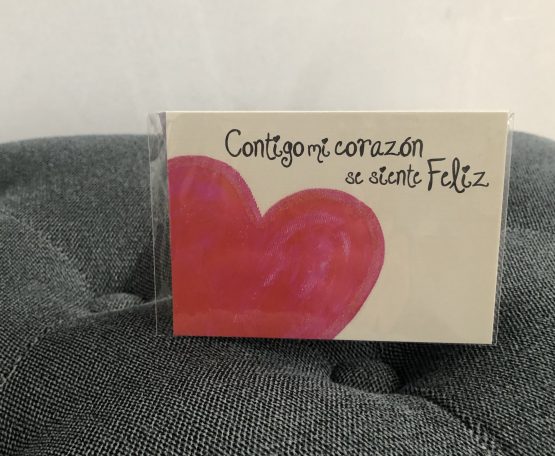 Contigo mi corazón
se siente Feliz